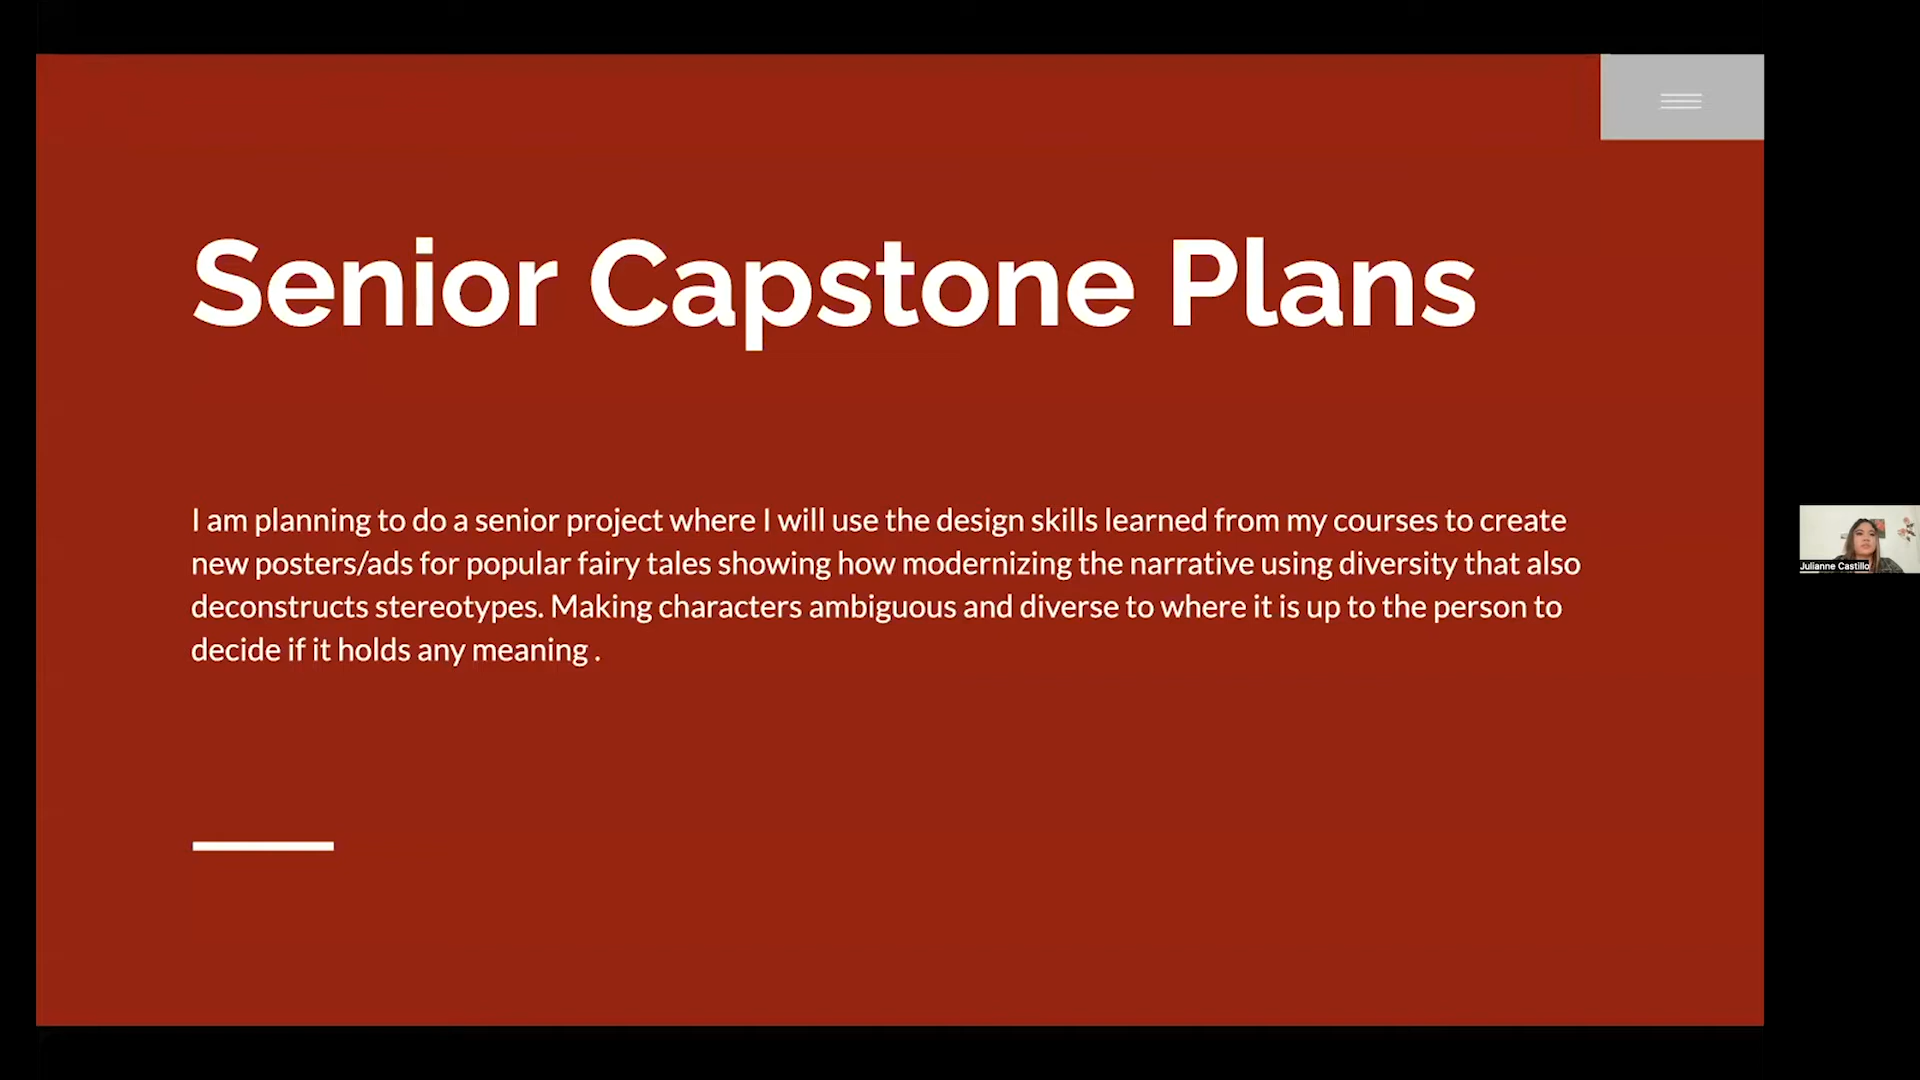 Senior Capstone Plans
I am planning to do a senior project where I will use the design skills learned from my courses to create
new posters/ads for popular fairy tales showing how modernizing the narrative using diversity that also
deconstructs stereotypes. Making characters ambiguous and diverse to where it is up to the person to
decide if it holds any meaning .
Julianne Castillo